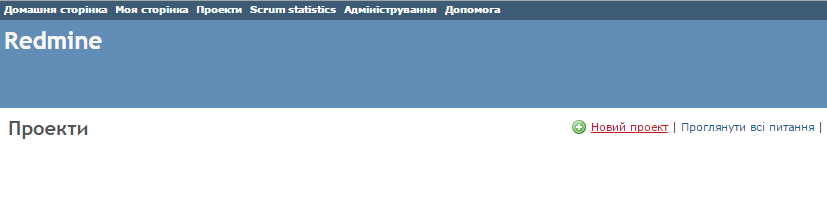 Домашня сторінка Моя сторінка Проекти Scrum statistics Адміністрування Допомога
Redmine
Проекти
Новий проект | Проглянути всі питання |